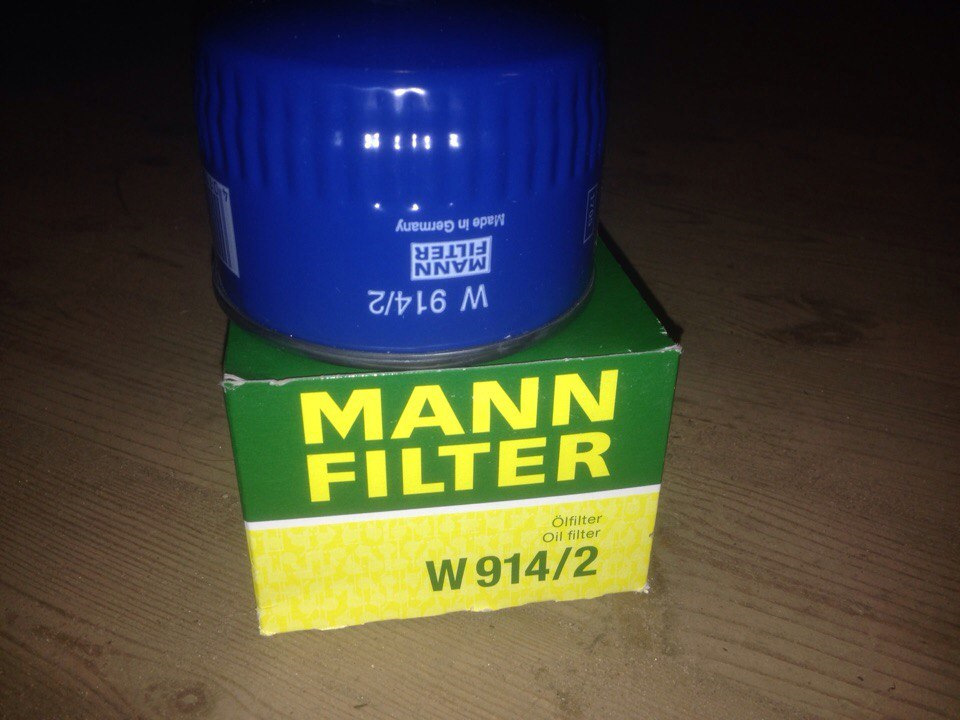 Made in Germany
MANN
FILTER
W 914/2
MANN
FILTER
Ölfilter
Oil filter
W 914/2